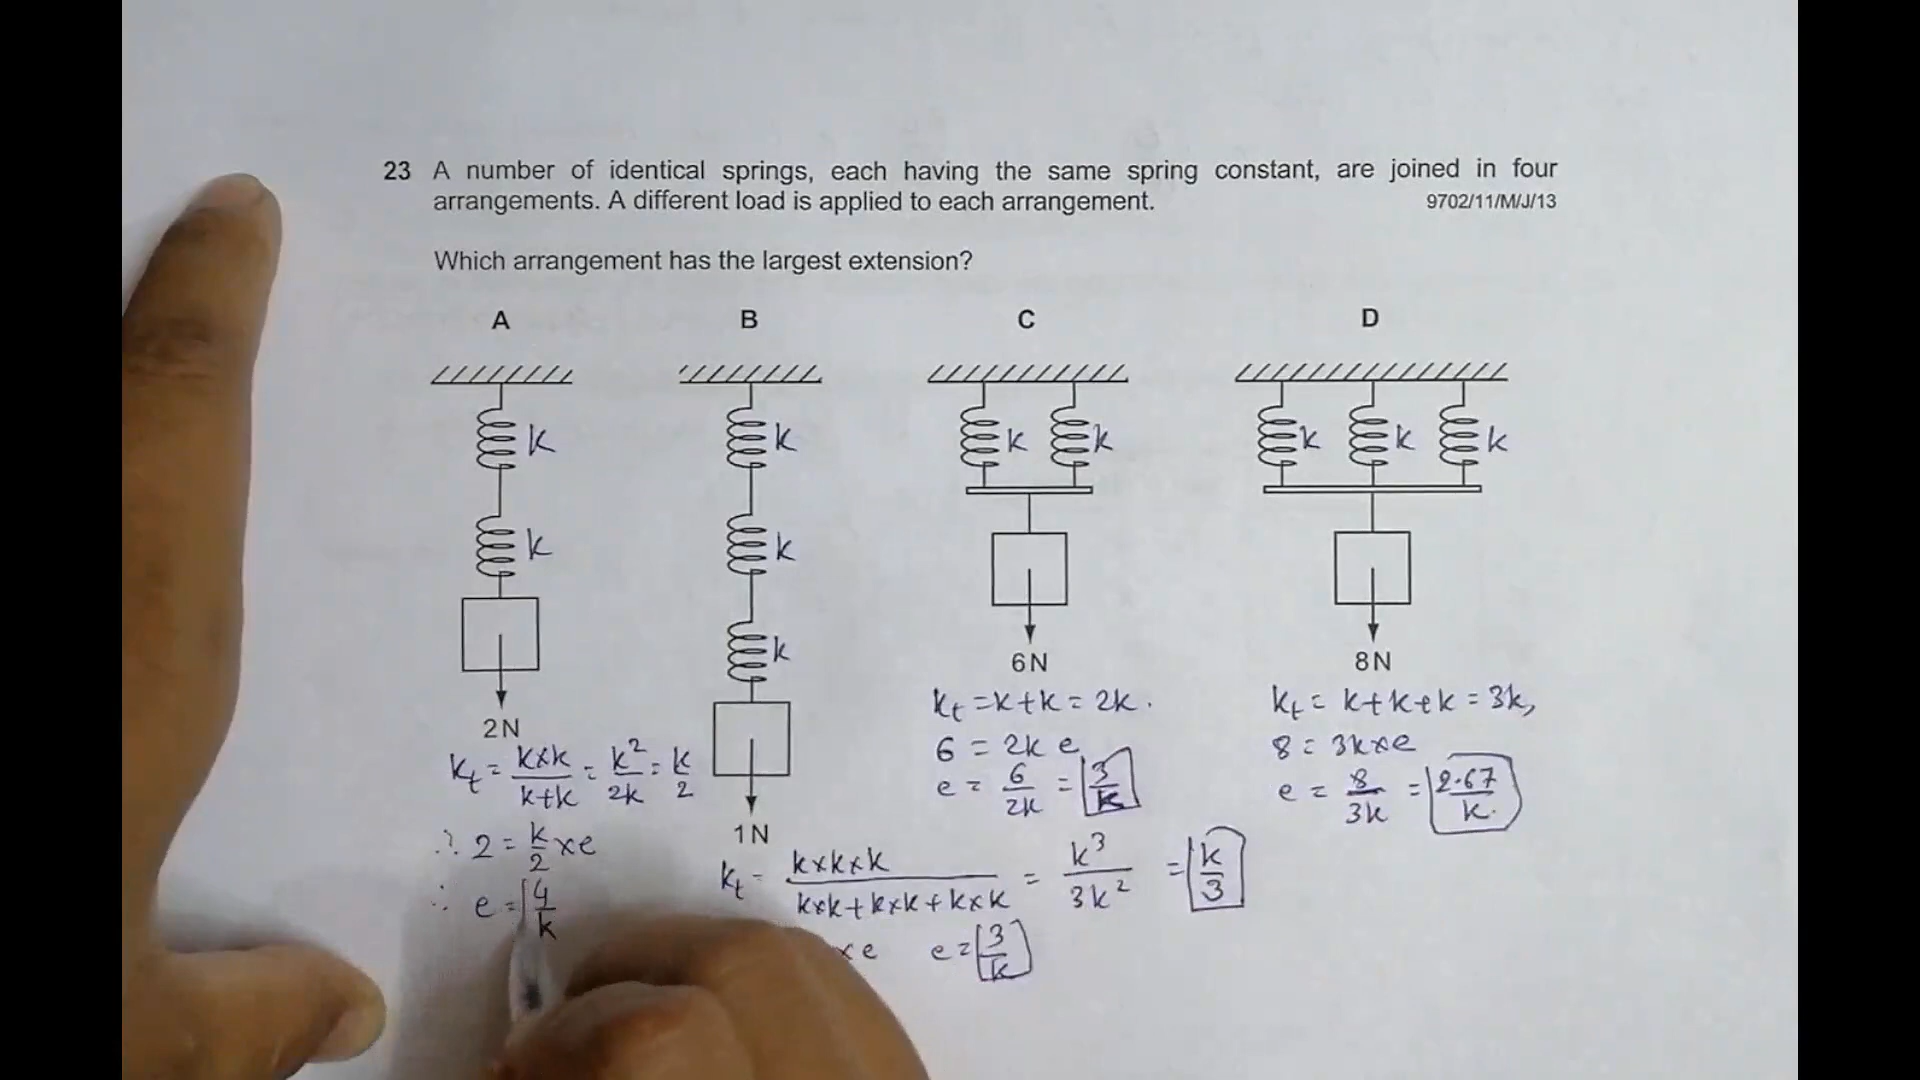 23 A number of identical springs, each having the same spring constant, are joined in four
arrangements. A different load is applied to each arrangement. 9702/11/M/J/13
Which arrangement has the largest extension?
A B C D
k k k k k k k
k k
k
2N
1N
6N
8N
kt = k×k/k+k = k²/2k = k/2
∴ 2 = k/2 × e
∴ e = 4/k
kt = k×k×k/k×k+k×k+k×k = k³/3k² = k/3
× e e = 3/k
kt = k+k = 2k.
6 = 2k e
e = 6/2k = 3/k
kt = k+k+k = 3k,
8 = 3k×e
e = 8/3k = 2.67/k.